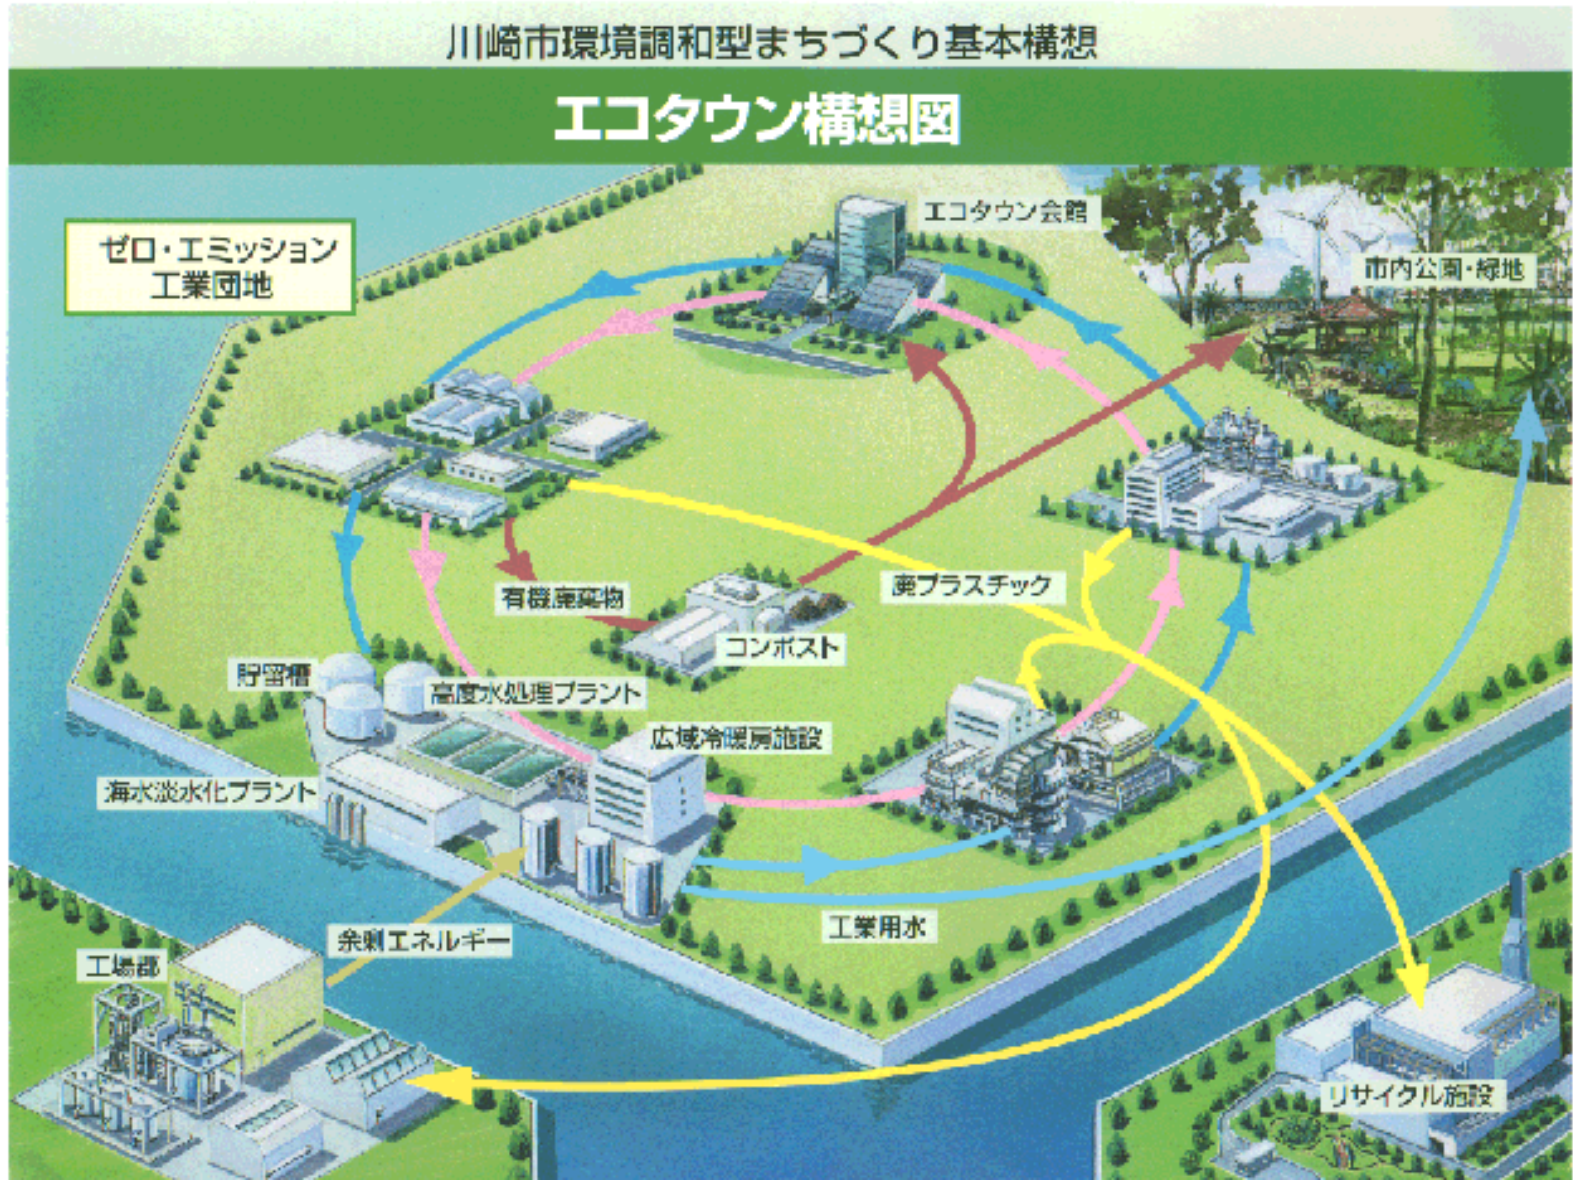 川崎市環境調和型まちづくり基本構想
エコタウン構想図
エコタウン会館
ゼロ・エミッション
工業団地
市内公園・緑地
廃プラスチック
有機廃棄物
コンポスト
貯留槽
高度水処理プラント
広域冷暖房施設
海水淡水化プラント
工業用水
余剰エネルギー
工場群
リサイクル施設